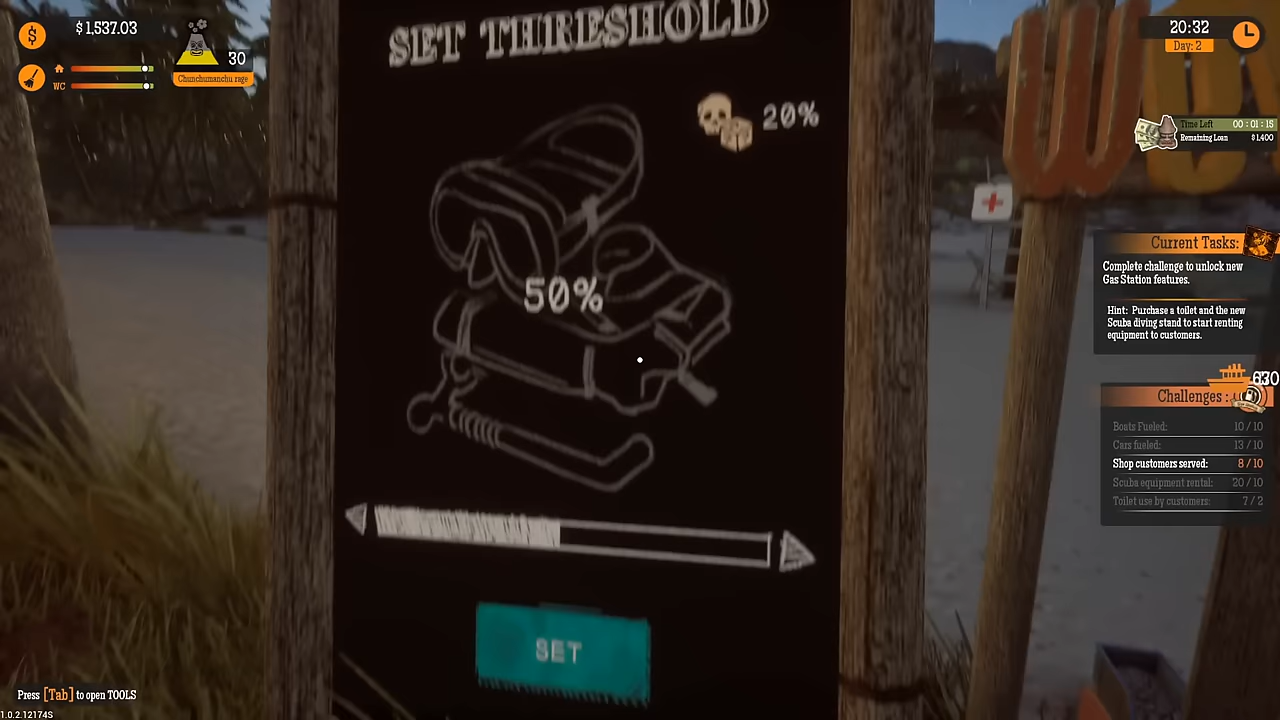 $ 1,537.03
30
Chunchumanchu rage
WC
SET THRESHOLD
20%
50%
SET
20:32
Day: 2
Time Left 00 : 01 : 15
Remaining Loan $ 1,400
Current Tasks:
Complete challenge to unlock new
Gas Station features.
Hint: Purchase a toilet and the new
Scuba diving stand to start renting
equipment to customers.
630
Challenges :
Boats Fueled: 10 / 10
Cars fueled: 13 / 10
Shop customers served: 8 / 10
Scuba equipment rental: 20 / 10
Toilet use by customers: 7 / 2
Press [Tab] to open TOOLS
1.0.2.12174S